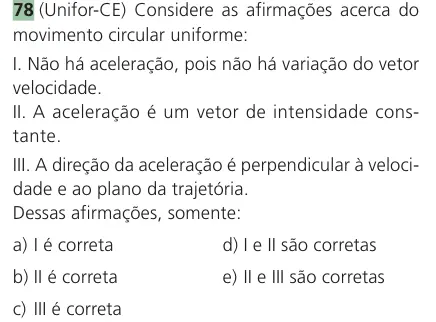 78 (Unifor-CE) Considere as afirmações acerca do
movimento circular uniforme:
I. Não há aceleração, pois não há variação do vetor
velocidade.
II. A aceleração é um vetor de intensidade cons-
tante.
III. A direção da aceleração é perpendicular à veloci-
dade e ao plano da trajetória.
Dessas afirmações, somente:
a) I é correta
b) II é correta
c) III é correta
d) I e II são corretas
e) II e III são corretas